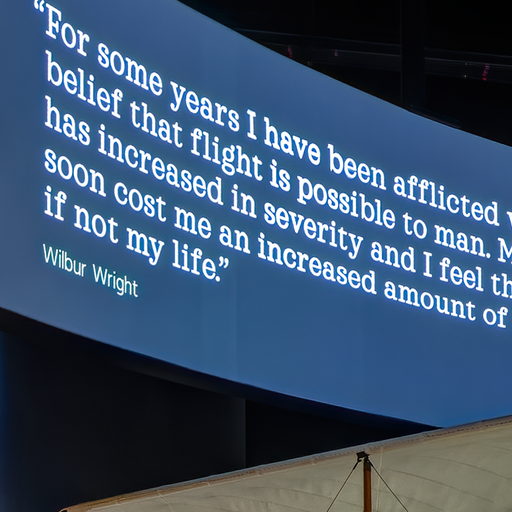 “For some years I have been afflicted
belief that flight is possible to man.
has increased in severity and I feel
soon cost me an increased amount of
if not my life.”
Wilbur Wright